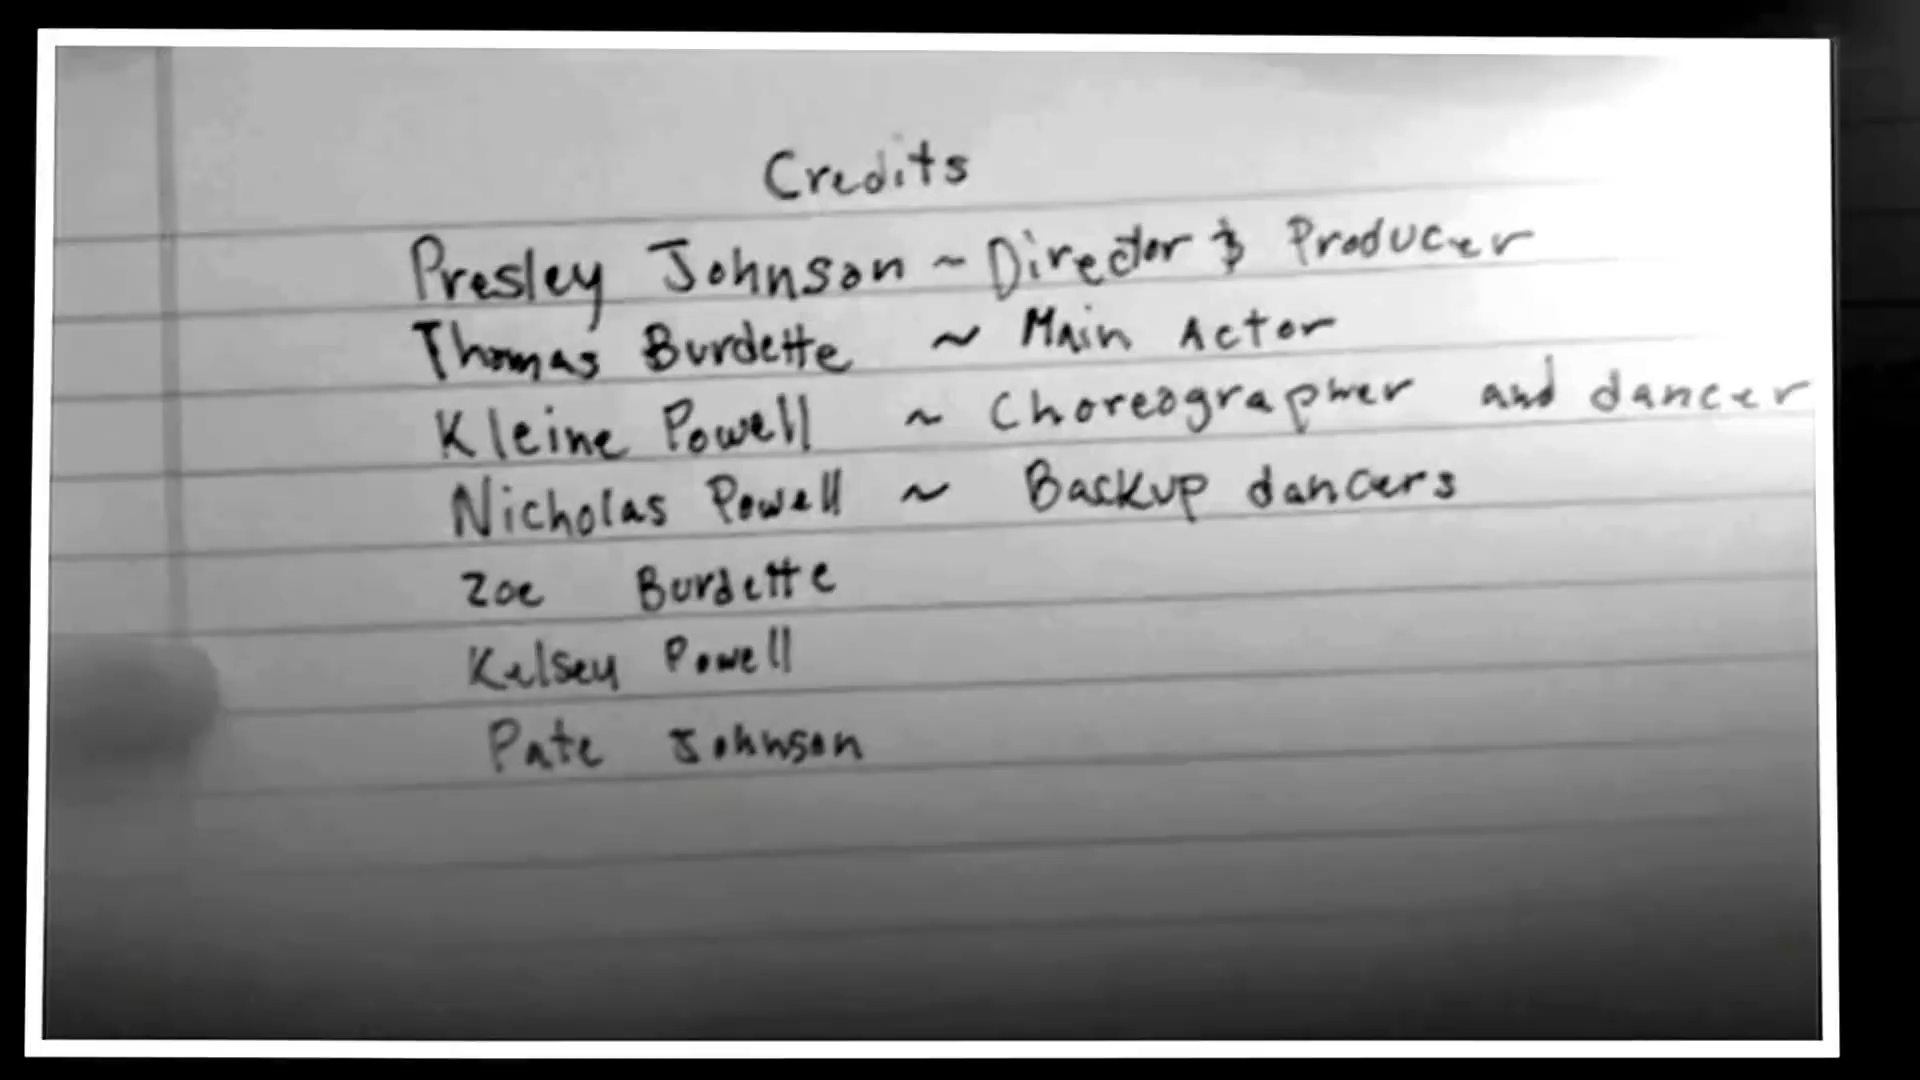 Credits
Presley Johnson ~ Director & Producer
Thomas Burdette ~ Main Actor
Kleine Powell ~ Choreographer and dancer
Nicholas Powell ~ Backup dancers
Zoe Burdette
Kelsey Powell
Pate Johnson